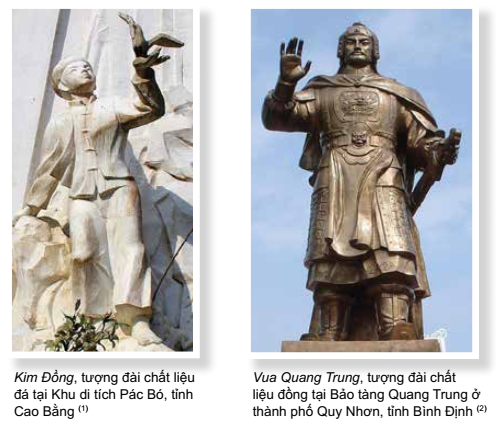 Kim Đồng, tượng đài chất liệu
đá tại Khu di tích Pác Bó, tỉnh
Cao Bằng (1)
Vua Quang Trung, tượng đài chất
liệu đồng tại Bảo tàng Quang Trung ở
thành phố Quy Nhơn, tỉnh Bình Định (2)